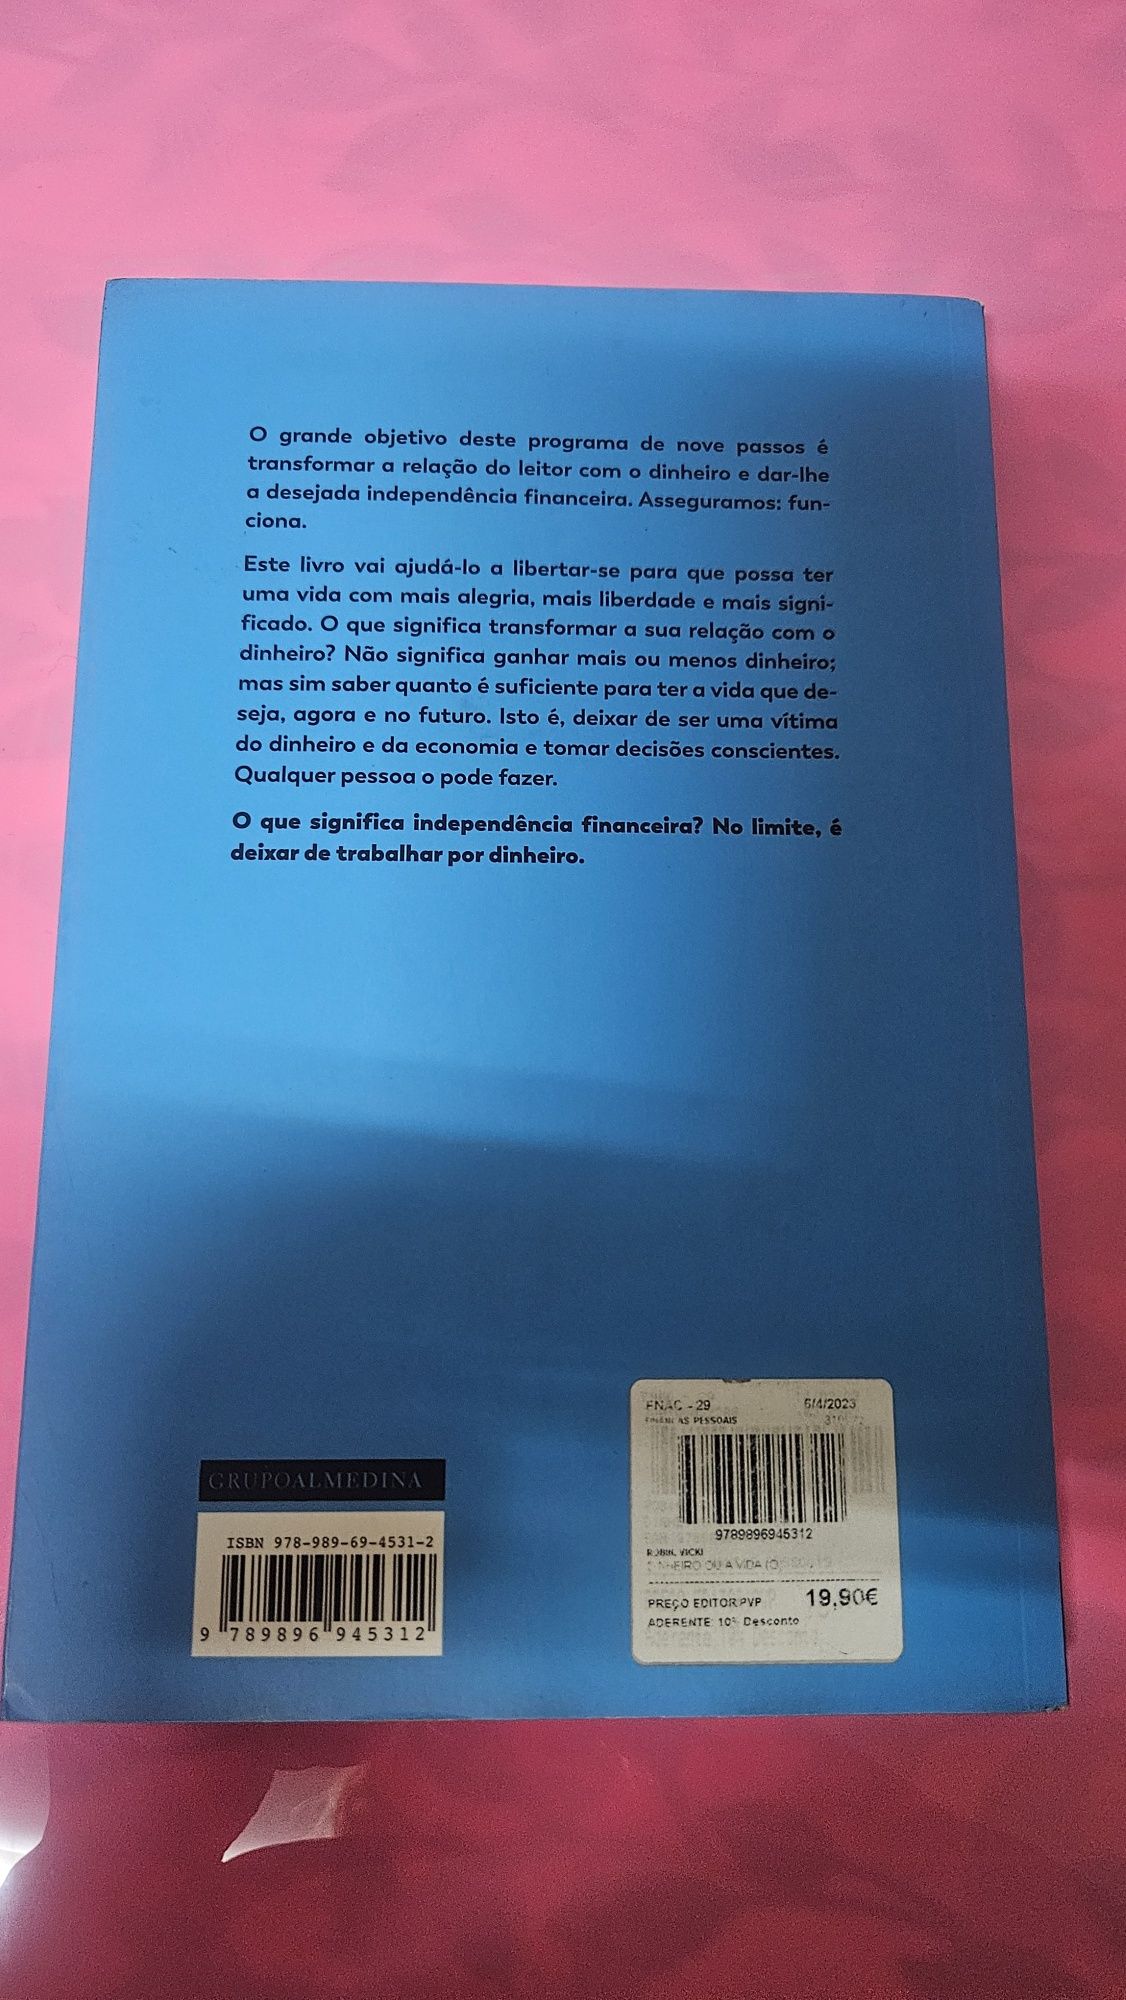 O grande objetivo deste programa de nove passos é
transformar a relação do leitor com o dinheiro e dar-lhe
a desejada independência financeira. Asseguramos: fun-
ciona.
Este livro vai ajudá-lo a libertar-se para que possa ter
uma vida com mais alegria, mais liberdade e mais signi-
ficado. O que significa transformar a sua relação com o
dinheiro? Não significa ganhar mais ou menos dinheiro;
mas sim saber quanto é suficiente para ter a vida que de-
seja, agora e no futuro. Isto é, deixar de ser uma vítima
do dinheiro e da economia e tomar decisões conscientes.
Qualquer pessoa o pode fazer.
O que significa independência financeira? No limite, é
deixar de trabalhar por dinheiro.
GRUPOALMEDINA
ISBN 978-989-69-4531-2
9 789896 945312
FNAC - 29 6/4/2023
FINANCAS PESSOAIS
9789896945312
ROBIN, VICKI
DINHEIRO OU A VIDA (O)
PREÇO EDITOR PVP 19,90€
ADERENTE: 10% Desconto